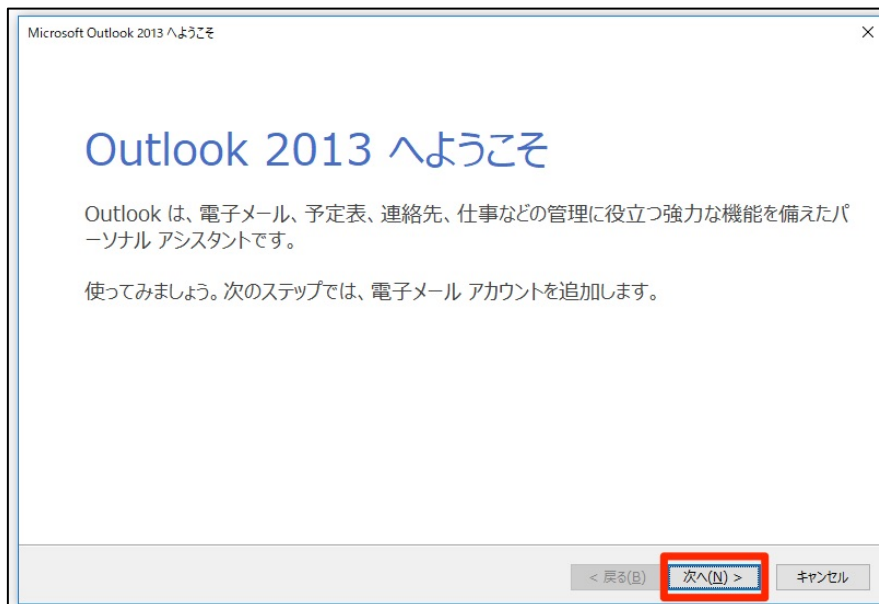 Microsoft Outlook 2013 へようこそ
Outlook 2013 へようこそ
Outlook は、電子メール、予定表、連絡先、仕事などの管理に役立つ強力な機能を備えたパ
ーソナル アシスタントです。
使ってみましょう。次のステップでは、電子メール アカウントを追加します。
< 戻る(B) 次へ(N) > キャンセル